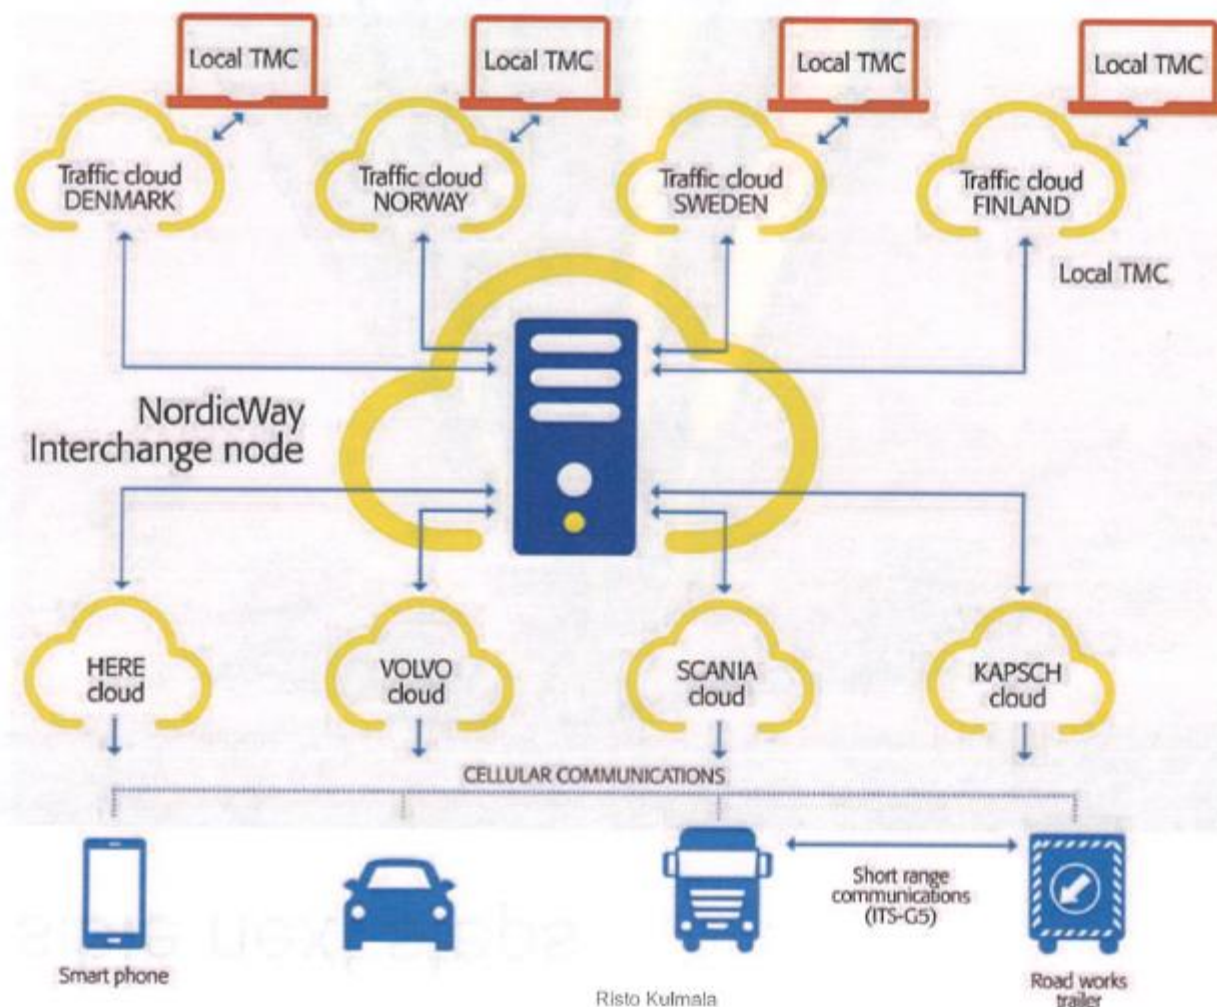 Local TMC
Local TMC
Local TMC
Local TMC
Traffic cloud
DENMARK
Traffic cloud
NORWAY
Traffic cloud
SWEDEN
Traffic cloud
FINLAND
Local TMC
NordicWay
Interchange node
HERE
cloud
VOLVO
cloud
SCANIA
cloud
KAPSCH
cloud
CELLULAR COMMUNICATIONS
Short range
communications
(ITS-G5)
Smart phone
Road works
trailer
Risto Kulmala